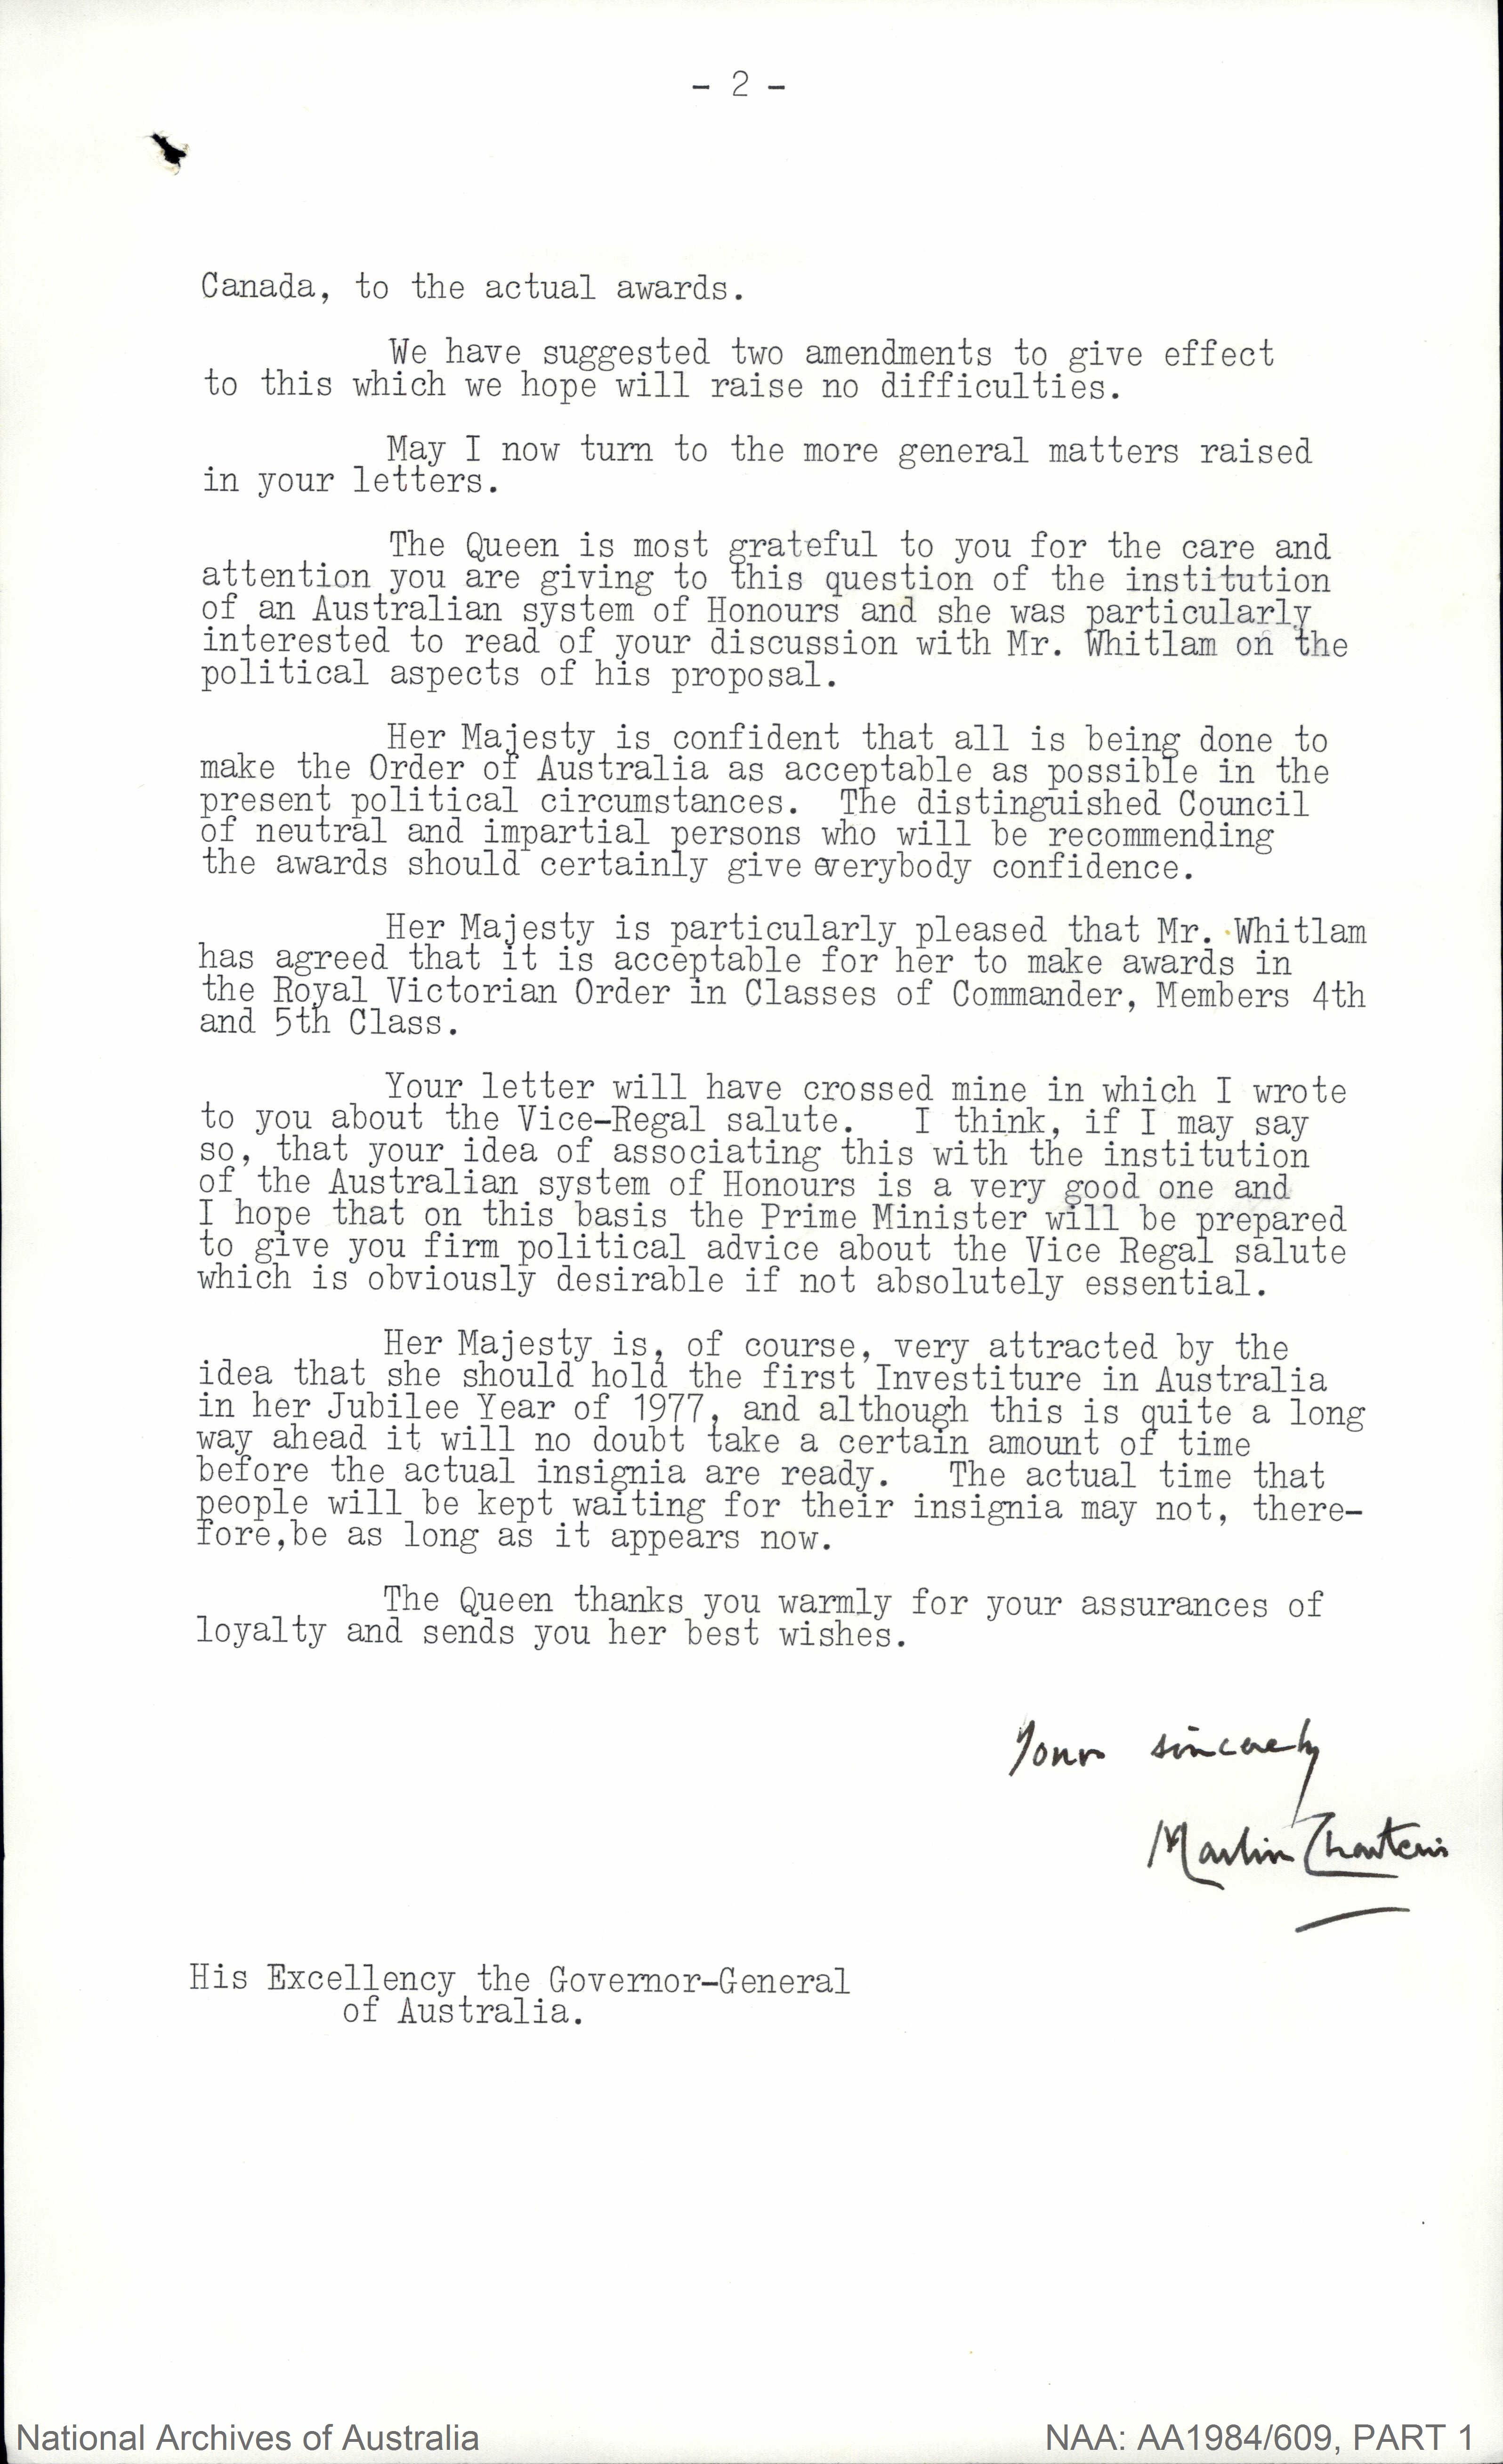 - 2 -
Canada, to the actual awards.
We have suggested two amendments to give effect
to this which we hope will raise no difficulties.
May I now turn to the more general matters raised
in your letters.
The Queen is most grateful to you for the care and
attention you are giving to this question of the institution
of an Australian system of Honours and she was particularly
interested to read of your discussion with Mr. Whitlam on the
political aspects of his proposal.
Her Majesty is confident that all is being done to
make the Order of Australia as acceptable as possible in the
present political circumstances. The distinguished Council
of neutral and impartial persons who will be recommending
the awards should certainly give everybody confidence.
Her Majesty is particularly pleased that Mr. Whitlam
has agreed that it is acceptable for her to make awards in
the Royal Victorian Order in Classes of Commander, Members 4th
and 5th Class.
Your letter will have crossed mine in which I wrote
to you about the Vice-Regal salute. I think, if I may say
so, that your idea of associating this with the institution
of the Australian system of Honours is a very good one and
I hope that on this basis the Prime Minister will be prepared
to give you firm political advice about the Vice Regal salute
which is obviously desirable if not absolutely essential.
Her Majesty is, of course, very attracted by the
idea that she should hold the first Investiture in Australia
in her Jubilee Year of 1977, and although this is quite a long
way ahead it will no doubt take a certain amount of time
before the actual insignia are ready. The actual time that
people will be kept waiting for their insignia may not, there-
fore,be as long as it appears now.
The Queen thanks you warmly for your assurances of
loyalty and sends you her best wishes.
Yours sincerely
Martin Charteris
His Excellency the Governor-General
of Australia.
National Archives of Australia
NAA: AA1984/609, PART 1